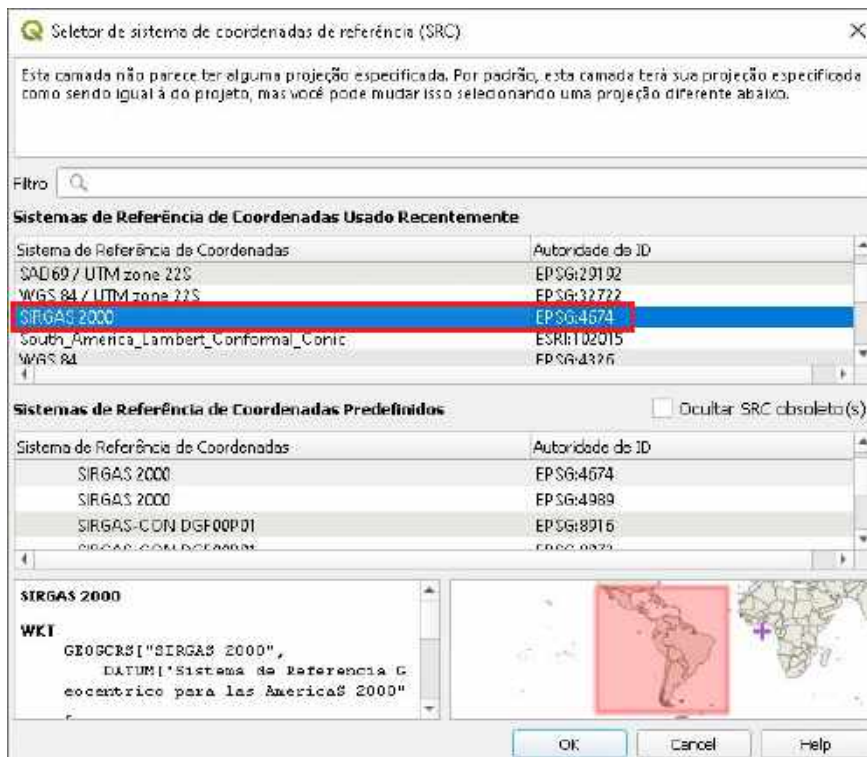 Seletor de sistema de coordenadas de referência (SRC)
Esta camada não parece ter alguma projeção especificada. Por padrão, esta camada terá sua projeção especificada
como sendo igual à do projeto, mas você pode mudar isso selecionando uma projeção diferente abaixo.
Filtro
Sistemas de Referência de Coordenadas Usado Recentemente
Sistema de Referência de Coordenadas Autoridade de ID
SAD69 / UTM zone 22S EPSG:29192
WGS 84 / UTM zone 22S EPSG:32722
SIRGAS 2000 EPSG:4674
South_America_Lambert_Conformal_Conic ESRI:102015
WGS 84 EPSG:4326
Sistemas de Referência de Coordenadas Predefinidos Ocultar SRC obsoleto(s)
Sistema de Referência de Coordenadas Autoridade de ID
SIRGAS 2000 EPSG:4674
SIRGAS 2000 EPSG:4989
SIRGAS-CON DGF00P01 EPSG:8916
SIRGAS 2000
WKT
GEOGCRS["SIRGAS 2000",
DATUM["Sistema de Referencia G
eocentrico para las AmericaS 2000"
,
OK Cancel Help